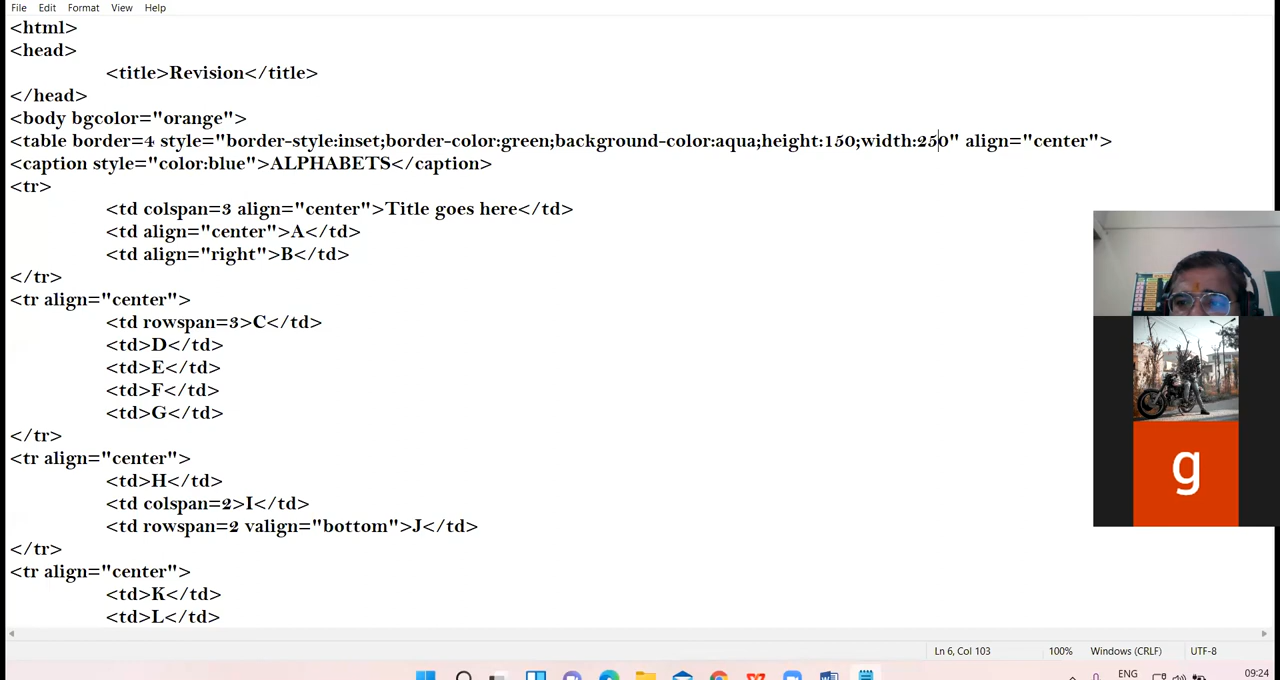 File Edit Format View Help
<html>
<head>
<title>Revision</title>
</head>
<body bgcolor="orange">
<table border=4 style="border-style:inset;border-color:green;background-color:aqua;height:150;width:250" align="center">
<caption style="color:blue">ALPHABETS</caption>
<tr>
<td colspan=3 align="center">Title goes here</td>
<td align="center">A</td>
<td align="right">B</td>
</tr>
<tr align="center">
<td rowspan=3>C</td>
<td>D</td>
<td>E</td>
<td>F</td>
<td>G</td>
</tr>
<tr align="center">
<td>H</td>
<td colspan=2>I</td>
<td rowspan=2 valign="bottom">J</td>
</tr>
<tr align="center">
<td>K</td>
<td>L</td>
g
Ln 6, Col 103 100% Windows (CRLF) UTF-8
ENG 09:24